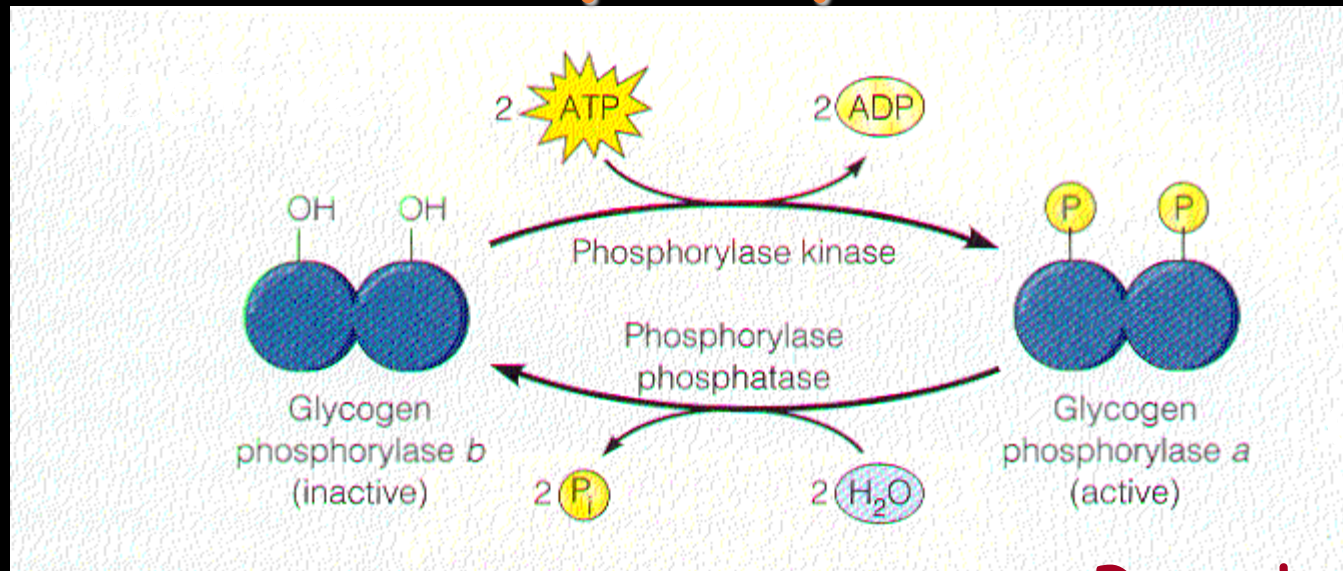 2 ATP
2 ADP
OH OH
P P
Phosphorylase kinase
Phosphorylase
phosphatase
Glycogen
phosphorylase b
(inactive)
Glycogen
phosphorylase a
(active)
2 Pi
2 H₂O